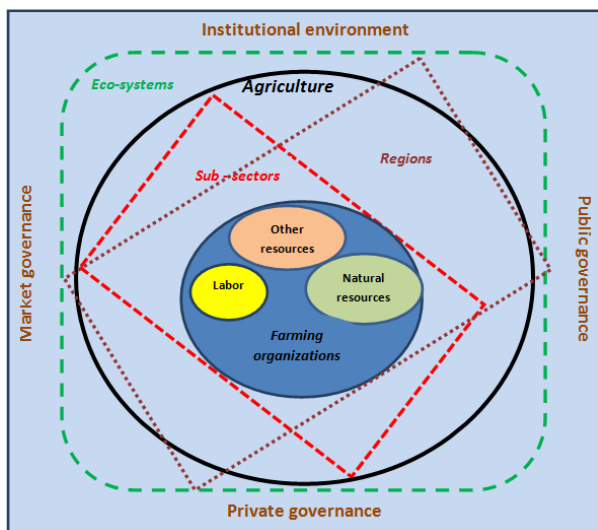 Institutional environment
Eco-systems
Agriculture
Regions
Sub -sectors
Market governance
Public governance
Other
resources
Labor
Natural
resources
Farming
organizations
Private governance